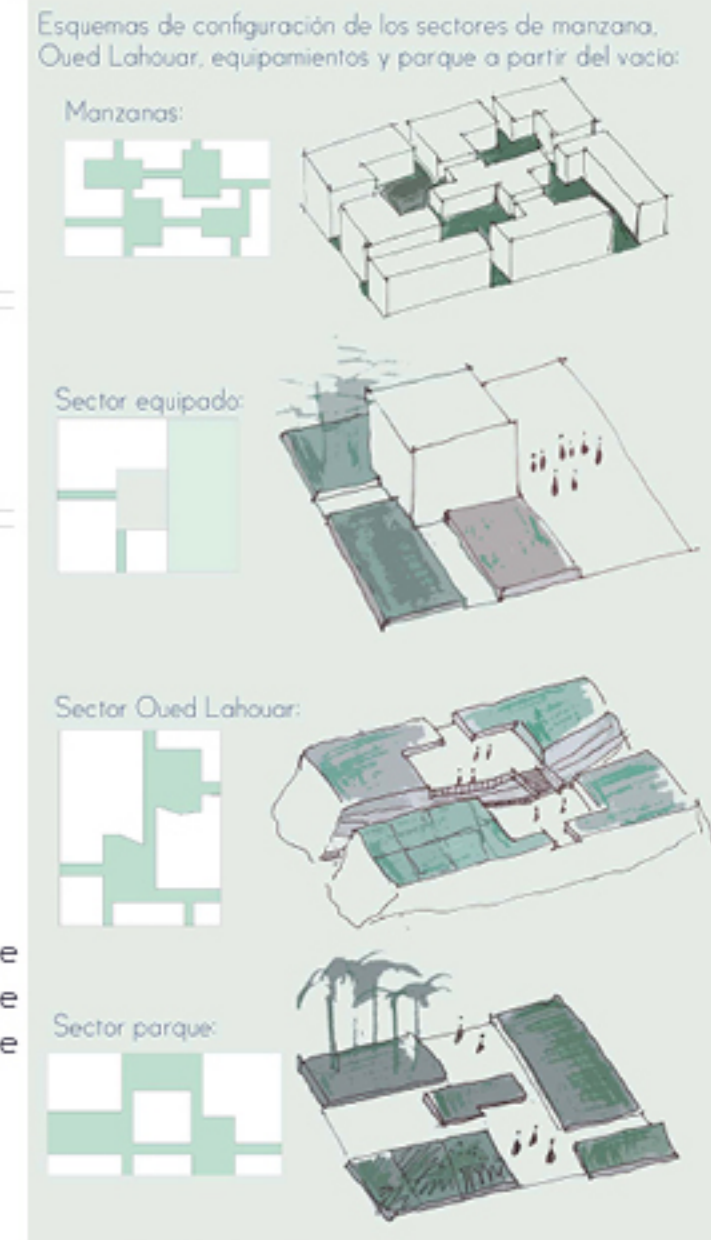 Esquemas de configuración de los sectores de manzana,
Oued Lahouar, equipamientos y parque a partir del vacío:
Manzanas:
Sector equipado:
Sector Oued Lahouar:
e
e
e
Sector parque: